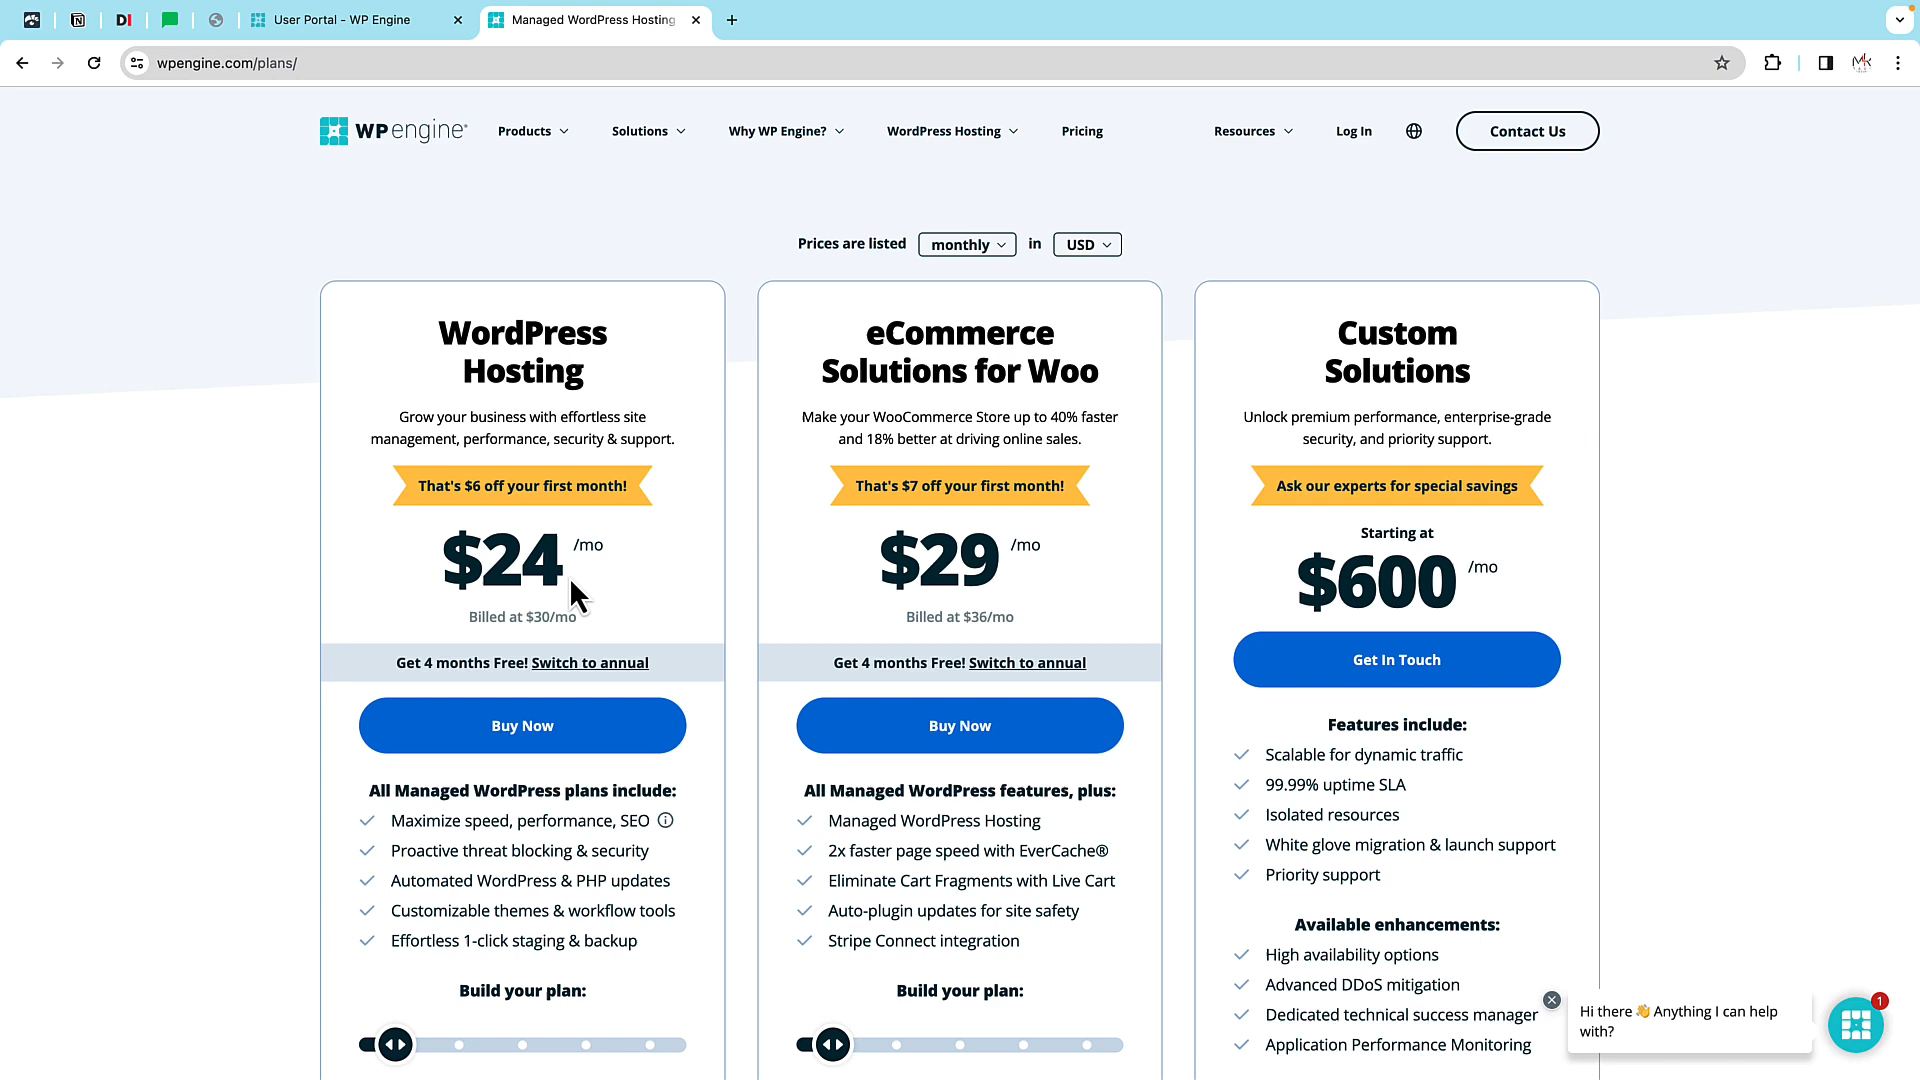 DI
User Portal - WP Engine
Managed WordPress Hosting
wpengine.com/plans/
WP engine®
Products
Solutions
Why WP Engine?
WordPress Hosting
Pricing
Resources
Log In
Contact Us
Prices are listed monthly in USD
WordPress
Hosting
Grow your business with effortless site
management, performance, security & support.
That's $6 off your first month!
$24 /mo
Billed at $30/mo
Get 4 months Free! Switch to annual
Buy Now
All Managed WordPress plans include:
Maximize speed, performance, SEO
Proactive threat blocking & security
Automated WordPress & PHP updates
Customizable themes & workflow tools
Effortless 1-click staging & backup
Build your plan:
eCommerce
Solutions for Woo
Make your WooCommerce Store up to 40% faster
and 18% better at driving online sales.
That's $7 off your first month!
$29 /mo
Billed at $36/mo
Get 4 months Free! Switch to annual
Buy Now
All Managed WordPress features, plus:
Managed WordPress Hosting
2x faster page speed with EverCache®
Eliminate Cart Fragments with Live Cart
Auto-plugin updates for site safety
Stripe Connect integration
Build your plan:
Custom
Solutions
Unlock premium performance, enterprise-grade
security, and priority support.
Ask our experts for special savings
Starting at
$600 /mo
Get In Touch
Features include:
Scalable for dynamic traffic
99.99% uptime SLA
Isolated resources
White glove migration & launch support
Priority support
Available enhancements:
High availability options
Advanced DDoS mitigation
Dedicated technical success manager
Application Performance Monitoring
Hi there 👋 Anything I can help
with?
1